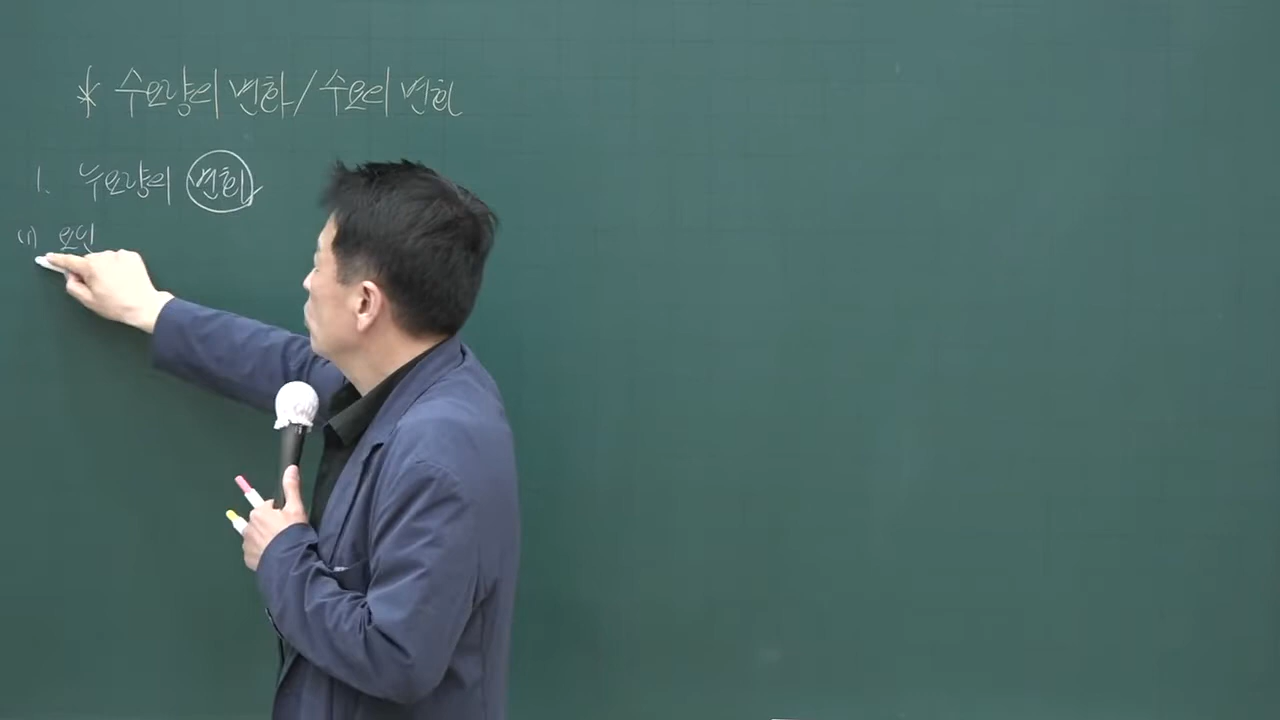 * 수요량의 변화/수요의 변화
1. 수요량의 변화
(1) 요인